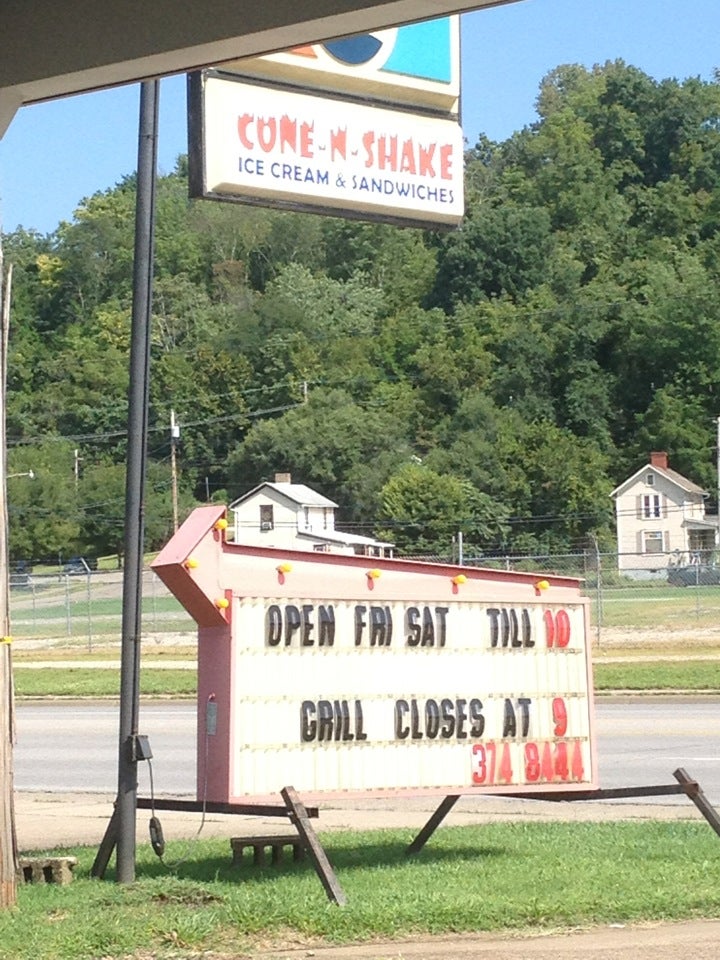 CONE-N-SHAKE
ICE CREAM & SANDWICHES
OPEN FRI SAT TILL 10
GRILL CLOSES AT 9
374 8444